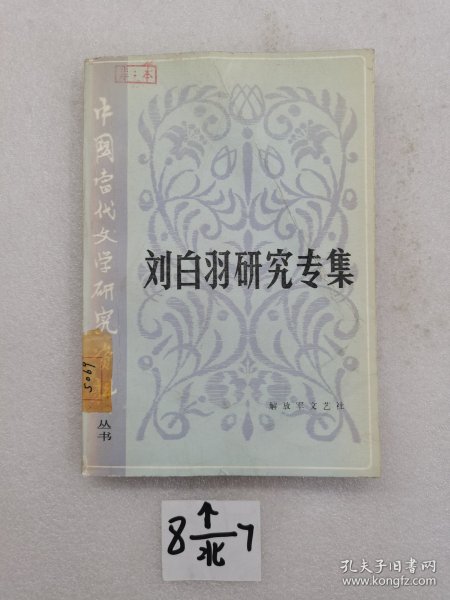 中国当代文学研究资料
丛书
刘白羽研究专集
解放军文艺社
5069
8 ↑ 7
北
孔夫子旧书网
www.kongfz.com